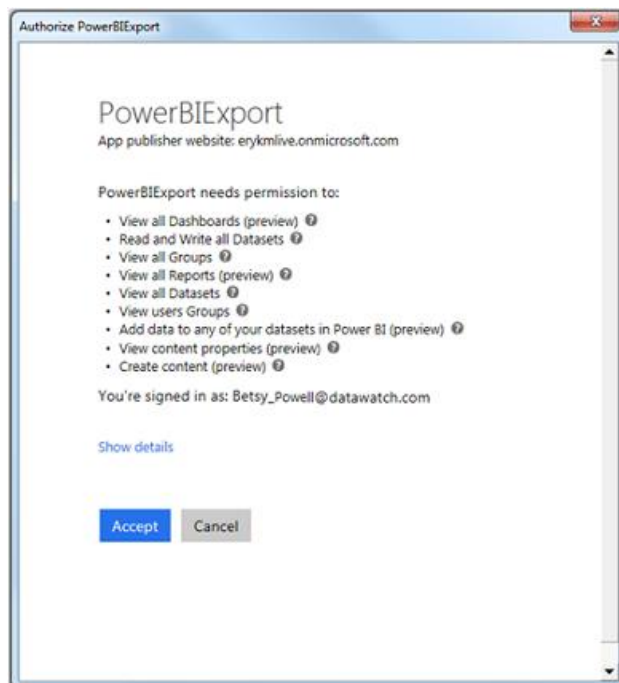 Authorize PowerBIExport
PowerBIExport
App publisher website: erykmlive.onmicrosoft.com
PowerBIExport needs permission to:
• View all Dashboards (preview) ?
• Read and Write all Datasets ?
• View all Groups ?
• View all Reports (preview) ?
• View all Datasets ?
• View users Groups ?
• Add data to any of your datasets in Power BI (preview) ?
• View content properties (preview) ?
• Create content (preview) ?
You're signed in as: Betsy_Powell@datawatch.com
Show details
Accept Cancel